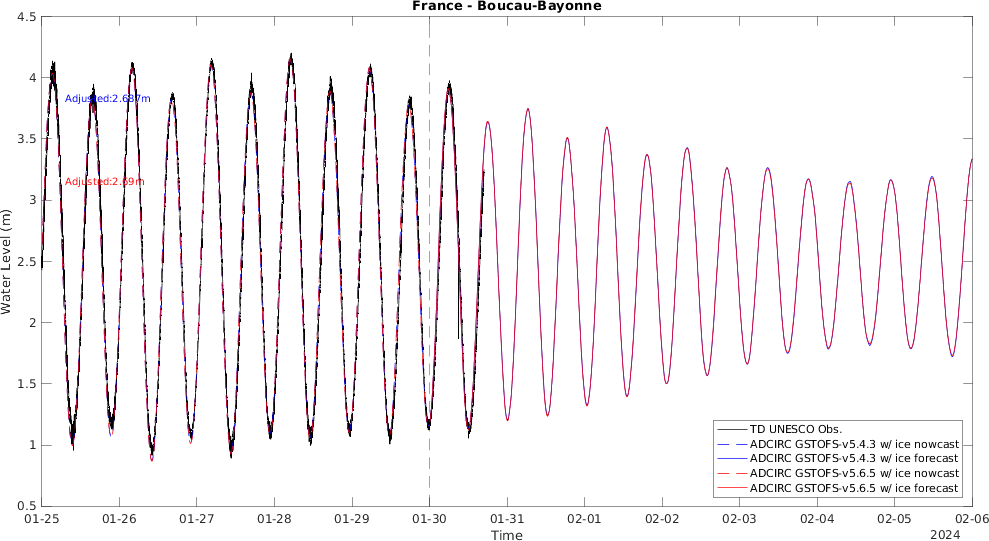 France - Boucau-Bayonne
4.5
4
3.5
3
2.5
2
1.5
1
0.5
Water Level (m)
Adjusted:2.687m
Adjusted:2.69m
TD UNESCO Obs.
ADCIRC GSTOFS-v5.4.3 w/ ice nowcast
ADCIRC GSTOFS-v5.4.3 w/ ice forecast
ADCIRC GSTOFS-v5.6.5 w/ ice nowcast
ADCIRC GSTOFS-v5.6.5 w/ ice forecast
01-25 01-26 01-27 01-28 01-29 01-30 01-31 02-01 02-02 02-03 02-04 02-05 02-06
Time
2024